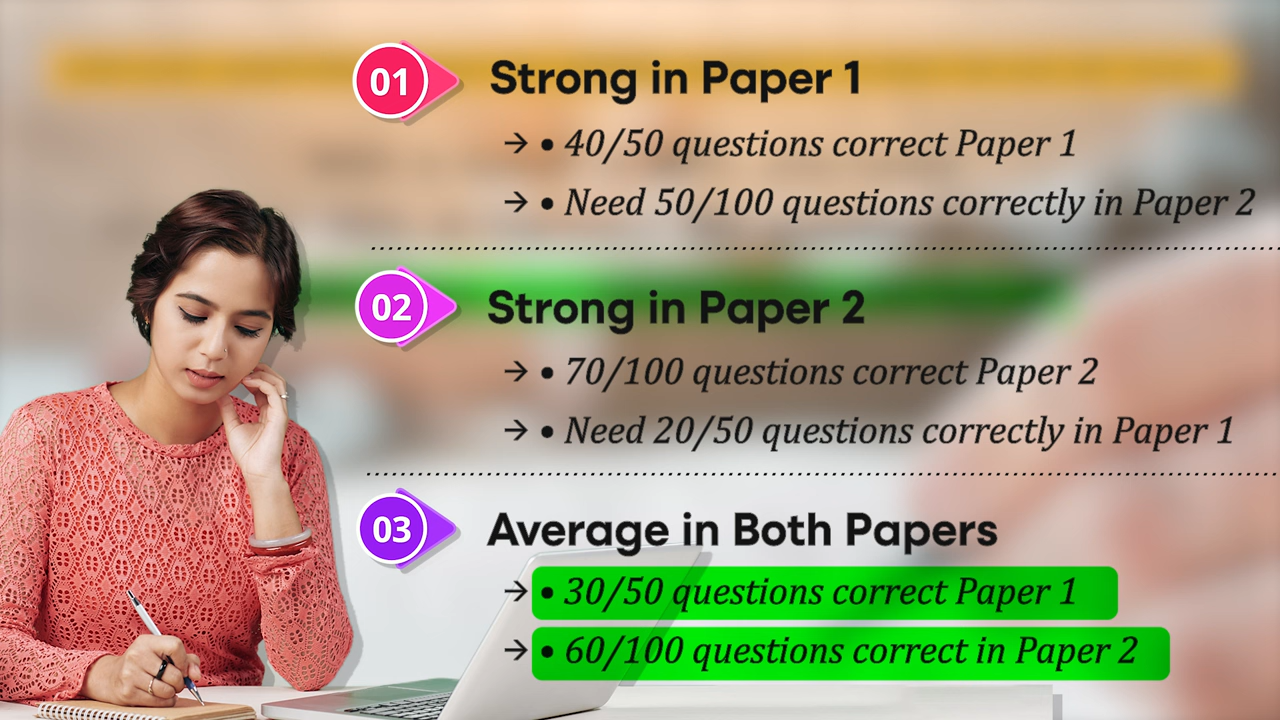 01 Strong in Paper 1
→ • 40/50 questions correct Paper 1
→ • Need 50/100 questions correctly in Paper 2
02 Strong in Paper 2
→ • 70/100 questions correct Paper 2
→ • Need 20/50 questions correctly in Paper 1
03 Average in Both Papers
→ • 30/50 questions correct Paper 1
→ • 60/100 questions correct in Paper 2